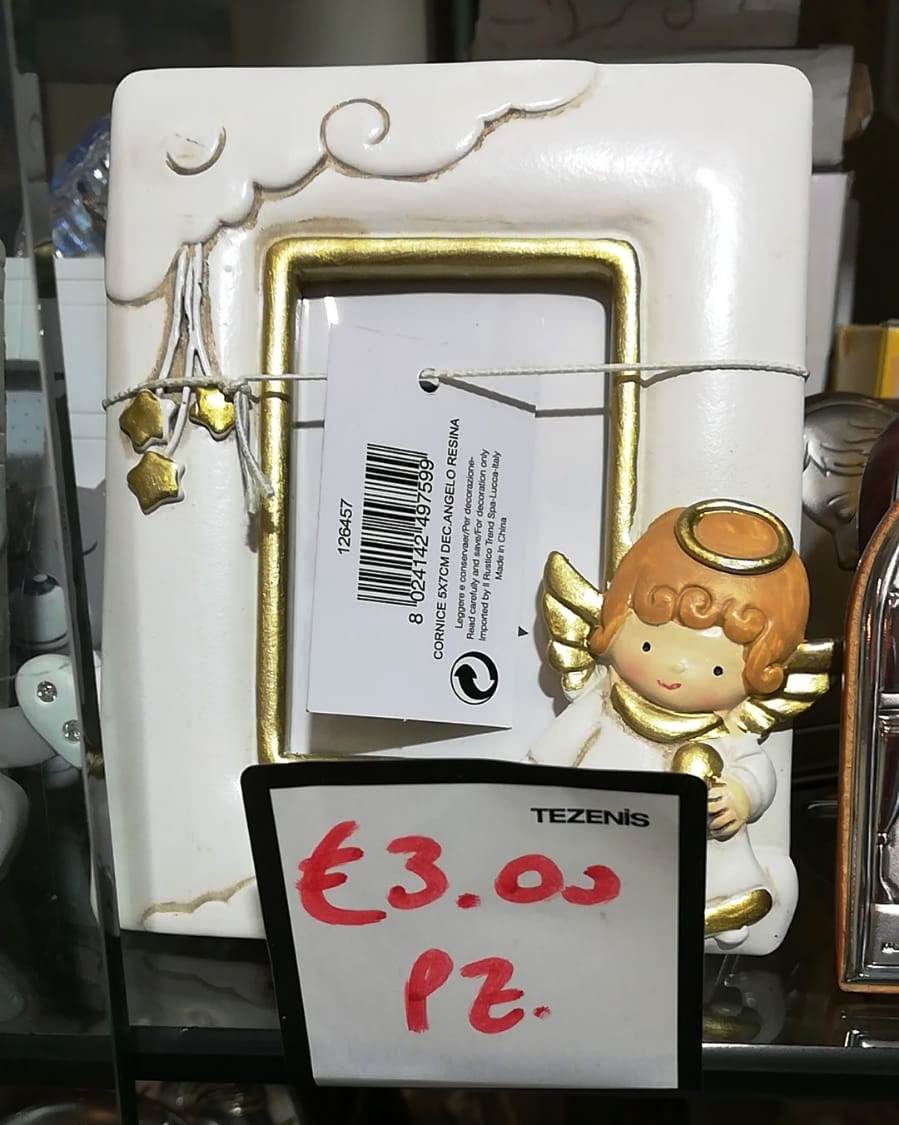 126457
8 024142 497599
CORNICE 5X7CM DEC.ANGELO RESINA
Leggere e conservaer/Per decorazione-
Read carefully and save/For decoration only
Imported by Il Rustico Trend Spa-Lucca-Italy
Made In China
TEZENIS
€3.00
PZ.